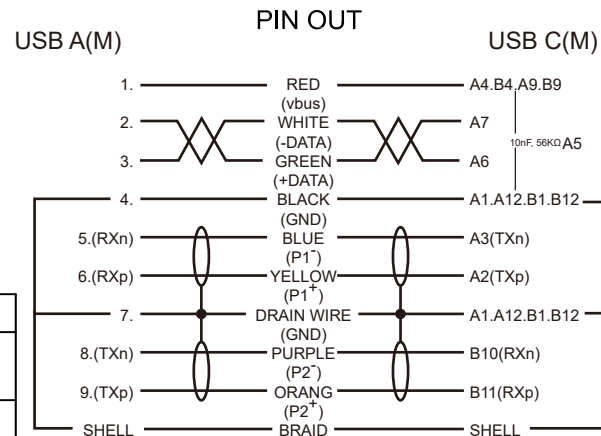 PIN OUT
USB A(M) USB C(M)
1. RED A4.B4.A9.B9
(vbus)
2. WHITE A7
(-DATA) 10nF, 56KΩ A5
3. GREEN A6
(+DATA)
4. BLACK A1.A12.B1.B12
(GND)
5.(RXn) BLUE A3(TXn)
(P1-)
6.(RXp) YELLOW A2(TXp)
(P1+)
7. DRAIN WIRE A1.A12.B1.B12
(GND)
8.(TXn) PURPLE B10(RXn)
(P2-)
9.(TXp) ORANG B11(RXp)
(P2+)
SHELL BRAID SHELL